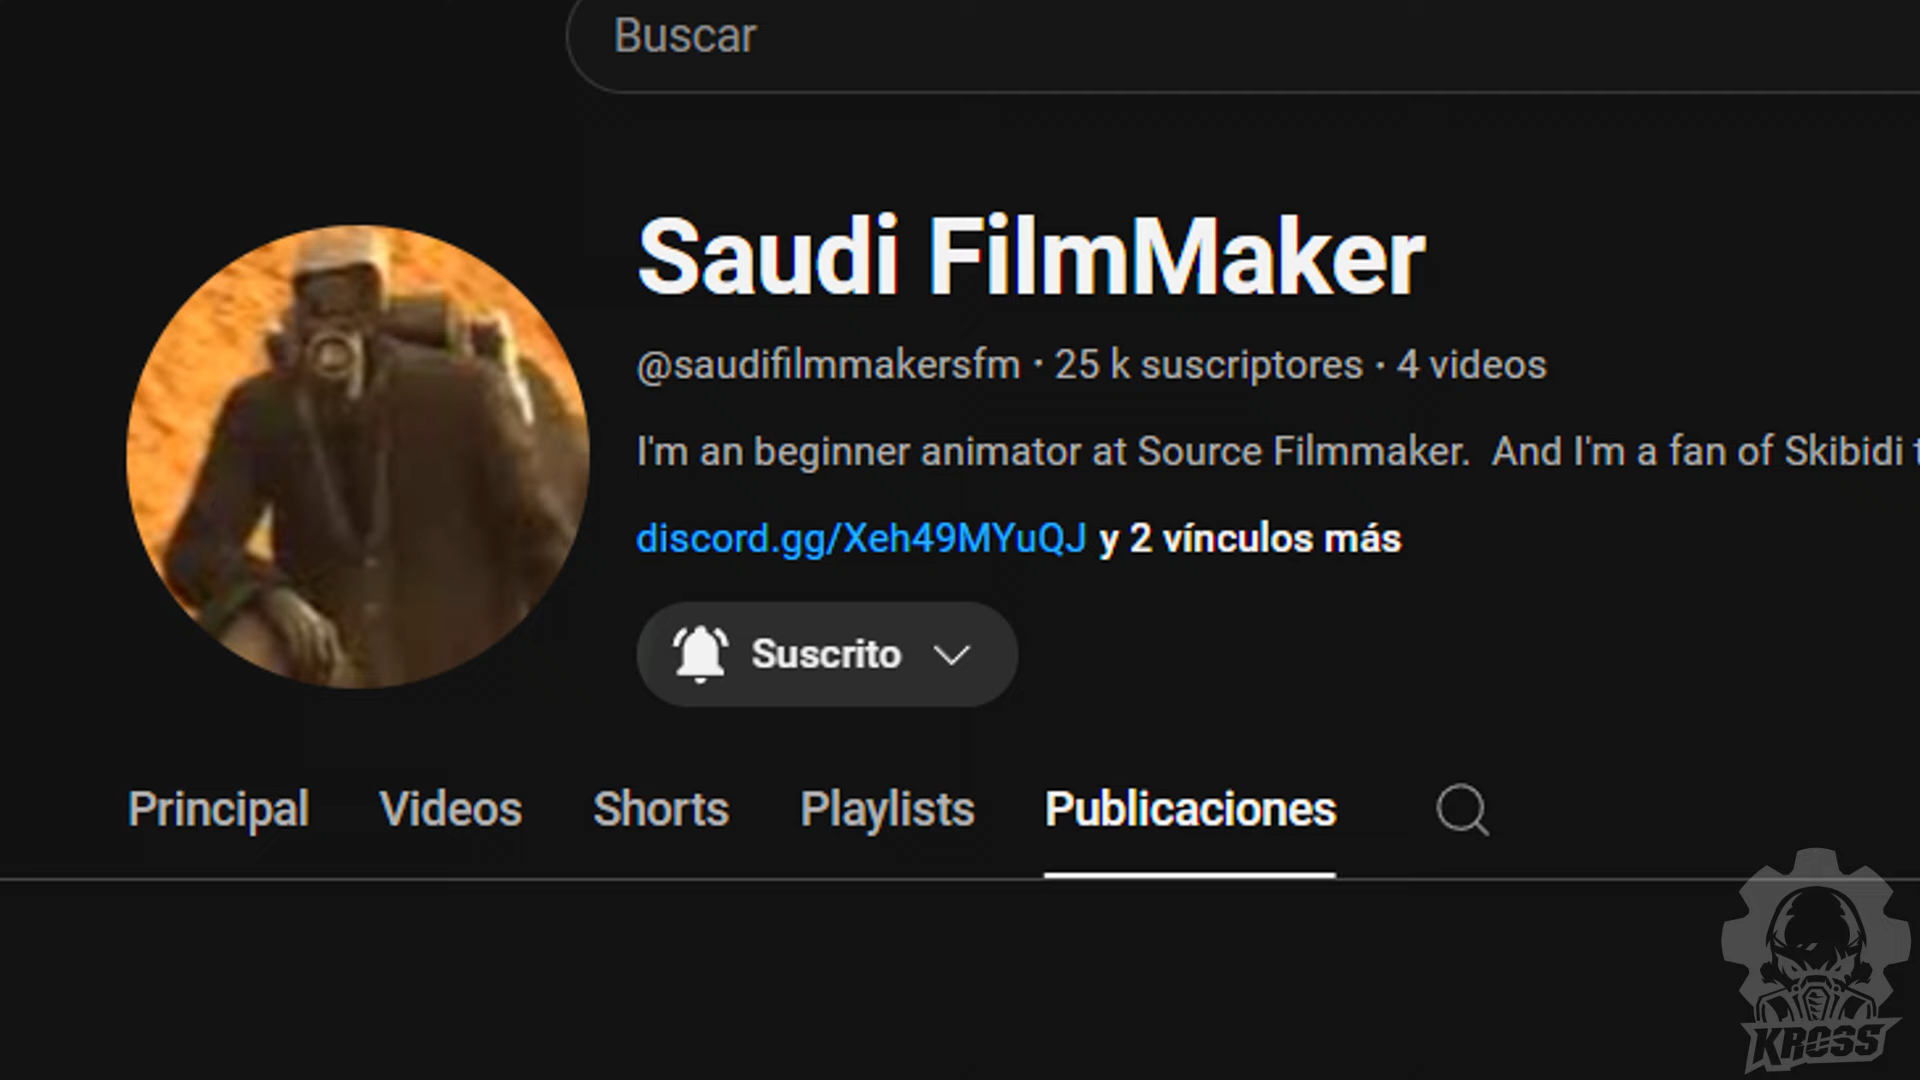 Buscar
Saudi FilmMaker
@saudifilmmakersfm · 25 k suscriptores · 4 videos
I'm an beginner animator at Source Filmmaker. And I'm a fan of Skibidi t
discord.gg/Xeh49MYuQJ y 2 vínculos más
Suscrito
Principal Videos Shorts Playlists Publicaciones
KROSS